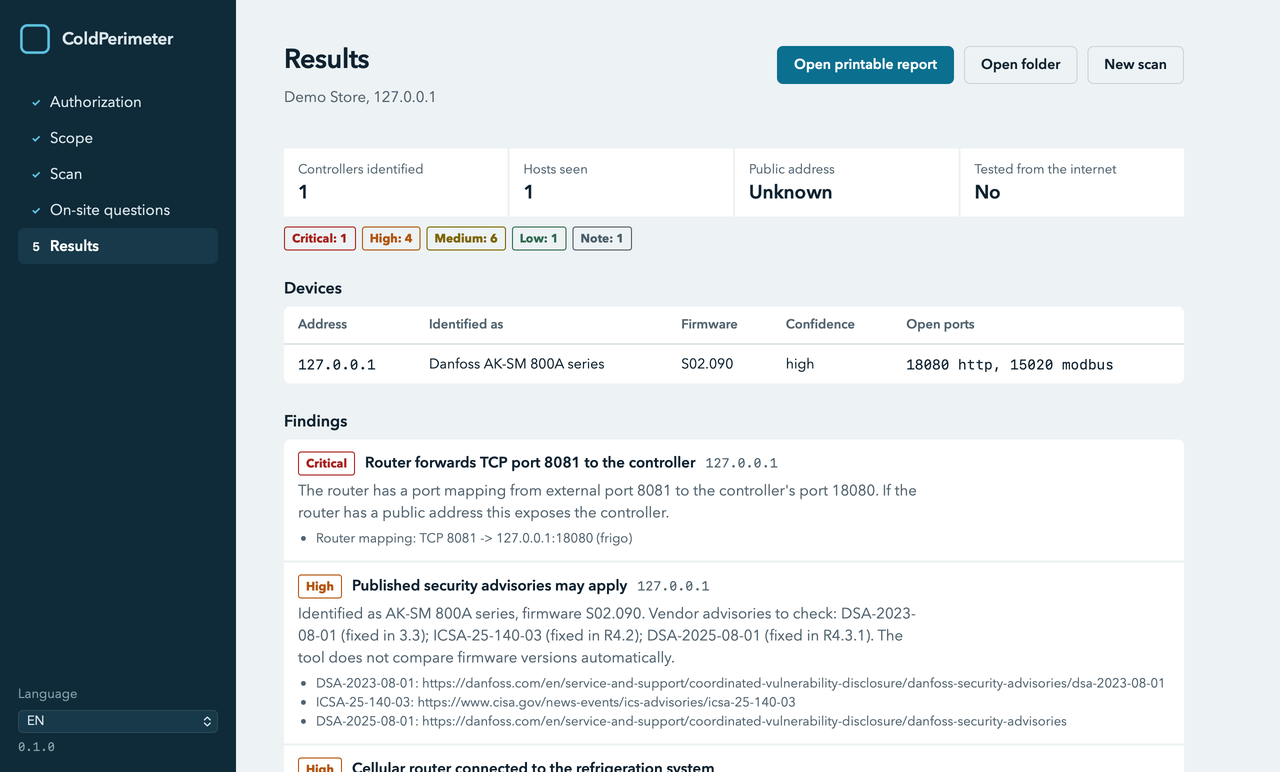 ColdPerimeter
Authorization
Scope
Scan
On-site questions
5 Results
Language
EN
0.1.0
Results
Demo Store, 127.0.0.1
Open printable report
Open folder
New scan
Controllers identified
1
Hosts seen
1
Public address
Unknown
Tested from the internet
No
Critical: 1
High: 4
Medium: 6
Low: 1
Note: 1
Devices
Address Identified as Firmware Confidence Open ports
127.0.0.1 Danfoss AK-SM 800A series S02.090 high 18080 http, 15020 modbus
Findings
Critical Router forwards TCP port 8081 to the controller 127.0.0.1
The router has a port mapping from external port 8081 to the controller's port 18080. If the
router has a public address this exposes the controller.
• Router mapping: TCP 8081 -> 127.0.0.1:18080 (frigo)
High Published security advisories may apply 127.0.0.1
Identified as AK-SM 800A series, firmware S02.090. Vendor advisories to check: DSA-2023-
08-01 (fixed in 3.3); ICSA-25-140-03 (fixed in R4.2); DSA-2025-08-01 (fixed in R4.3.1). The
tool does not compare firmware versions automatically.
• DSA-2023-08-01: https://danfoss.com/en/service-and-support/coordinated-vulnerability-disclosure/danfoss-security-advisories/dsa-2023-08-01
• ICSA-25-140-03: https://www.cisa.gov/news-events/ics-advisories/icsa-25-140-03
• DSA-2025-08-01: https://danfoss.com/en/service-and-support/coordinated-vulnerability-disclosure/danfoss-security-advisories
High Cellular router connected to the refrigeration system